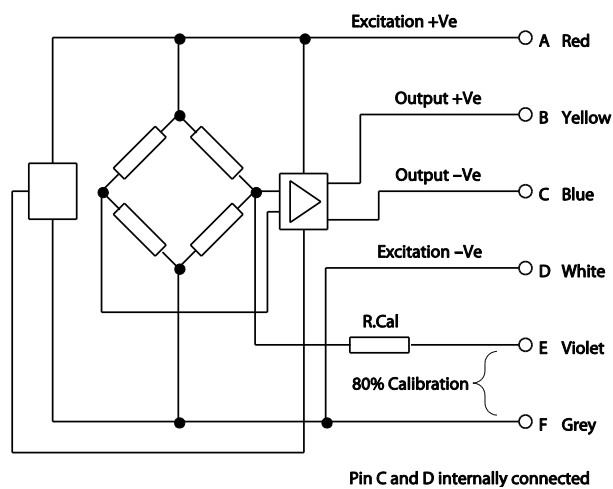 Excitation +Ve
A Red
Output +Ve
B Yellow
Output –Ve
C Blue
Excitation –Ve
D White
R.Cal
E Violet
80% Calibration
F Grey
Pin C and D internally connected